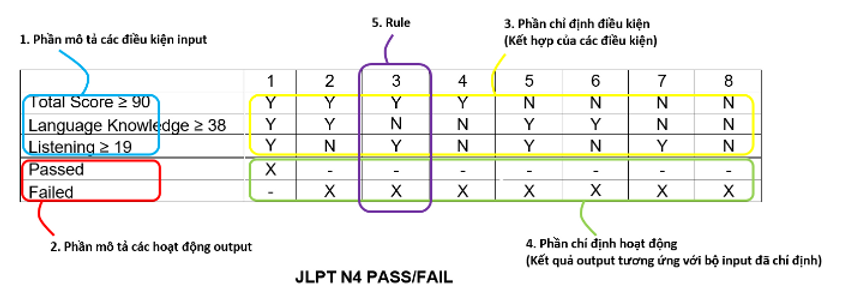 5. Rule
3. Phần chỉ định điều kiện
(Kết hợp của các điều kiện)
1. Phần mô tả các điều kiện input
1 2 3 4 5 6 7 8
Total Score ≥ 90 Y Y Y Y N N N N
Language Knowledge ≥ 38 Y Y N N Y Y N N
Listening ≥ 19 Y N Y N Y N Y N
Passed X - - - - - - -
Failed - X X X X X X X
2. Phần mô tả các hoạt động output
4. Phần chỉ định hoạt động
(Kết quả output tương ứng với bộ input đã chỉ định)
JLPT N4 PASS/FAIL